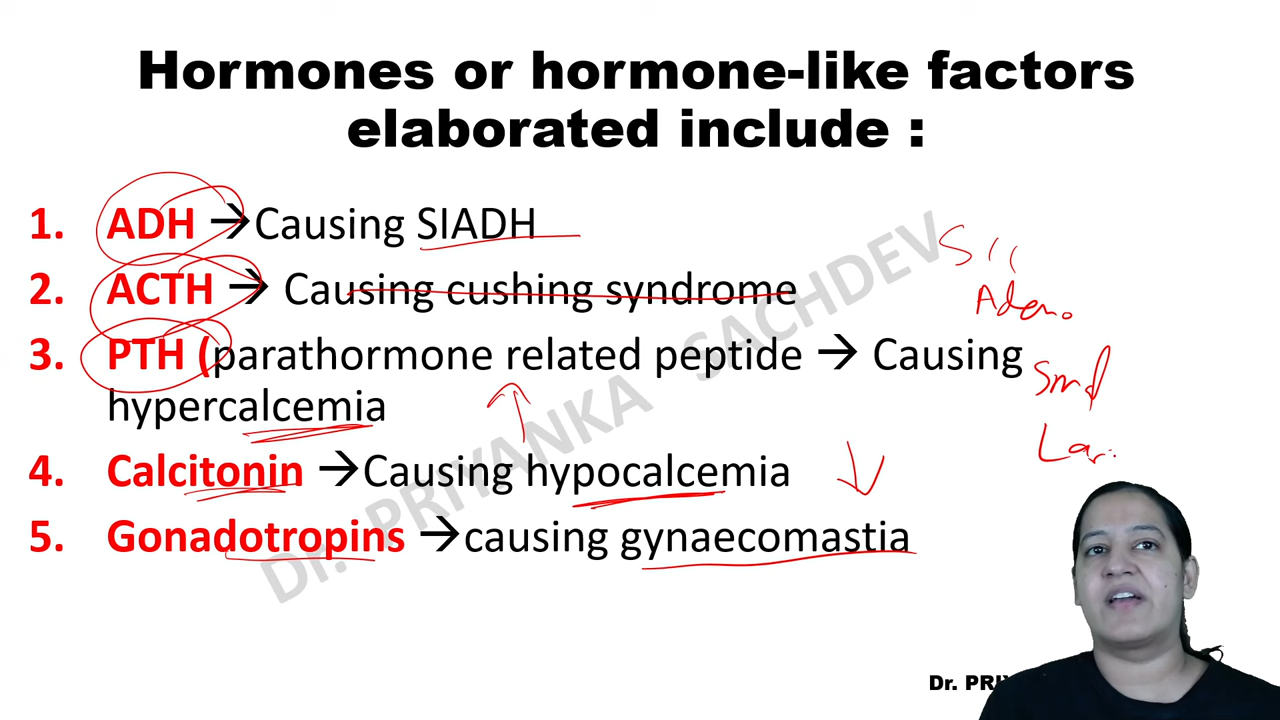 Hormones or hormone-like factors
elaborated include :
1. ADH →Causing SIADH
2. ACTH → Causing cushing syndrome
3. PTH (parathormone related peptide → Causing
hypercalcemia
4. Calcitonin →Causing hypocalcemia
5. Gonadotropins →causing gynaecomastia
Dr. PRIYANKA SACHDEV
Adeno
Dr. PRI